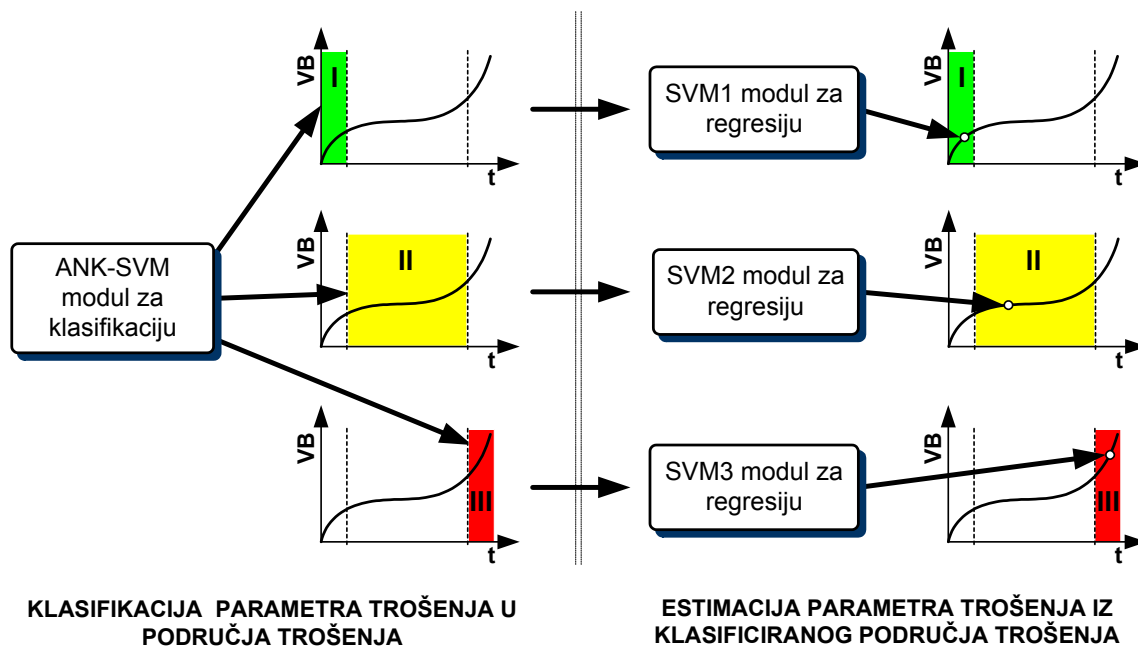 VB
I
t
SVM1 modul za
regresiju
VB
I
t
ANK-SVM
modul za
klasifikaciju
VB
II
t
SVM2 modul za
regresiju
VB
II
t
VB
III
t
SVM3 modul za
regresiju
VB
III
t
KLASIFIKACIJA PARAMETRA TROŠENJA U
PODRUČJA TROŠENJA
ESTIMACIJA PARAMETRA TROŠENJA IZ
KLASIFICIRANOG PODRUČJA TROŠENJA